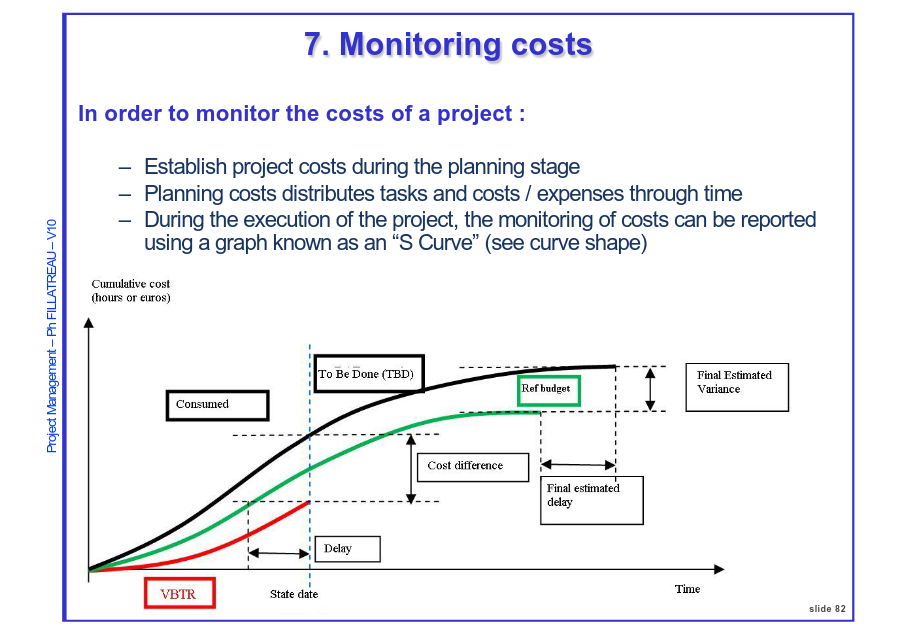 7. Monitoring costs
In order to monitor the costs of a project :
– Establish project costs during the planning stage
– Planning costs distributes tasks and costs / expenses through time
– During the execution of the project, the monitoring of costs can be reported
using a graph known as an “S Curve” (see curve shape)
Project Management – Ph FILLATREAU – V10
Cumulative cost
(hours or euros)
To Be Done (TBD)
Consumed
Ref budget
Final Estimated
Variance
Cost difference
Final estimated
delay
Delay
VBTR
State date
Time
slide 82